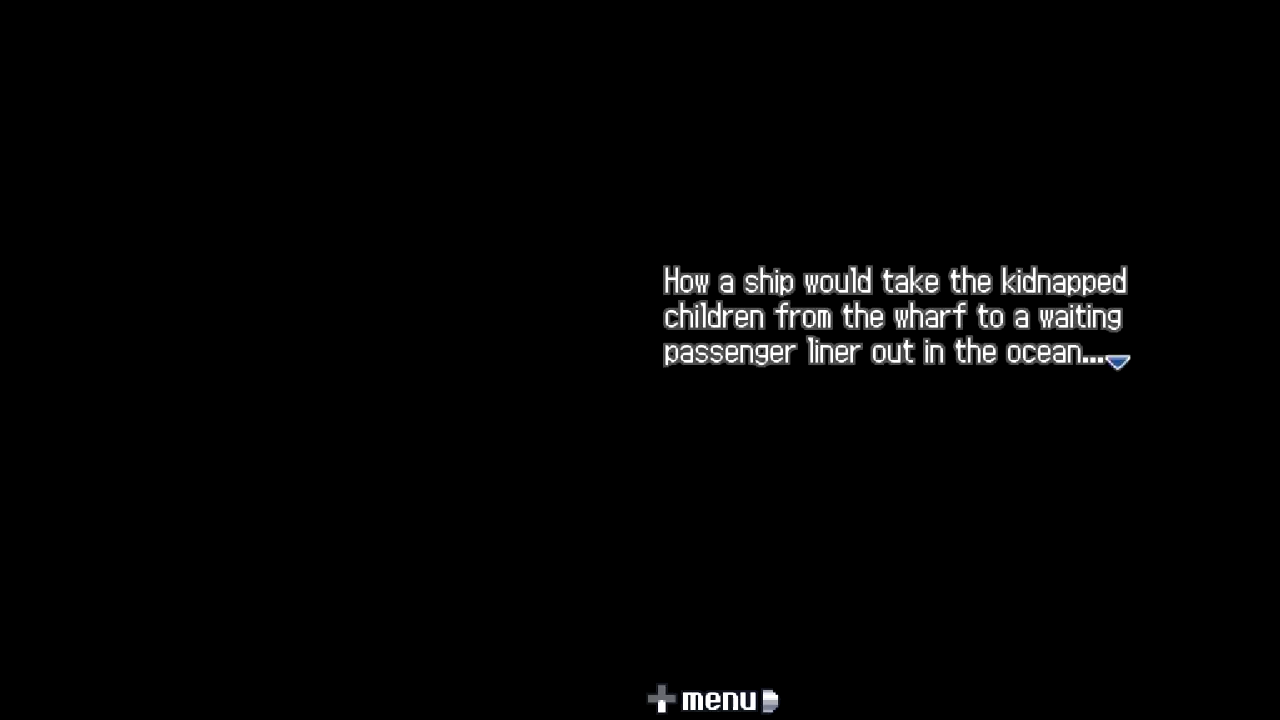 How a ship would take the kidnapped
children from the wharf to a waiting
passenger liner out in the ocean...
menu